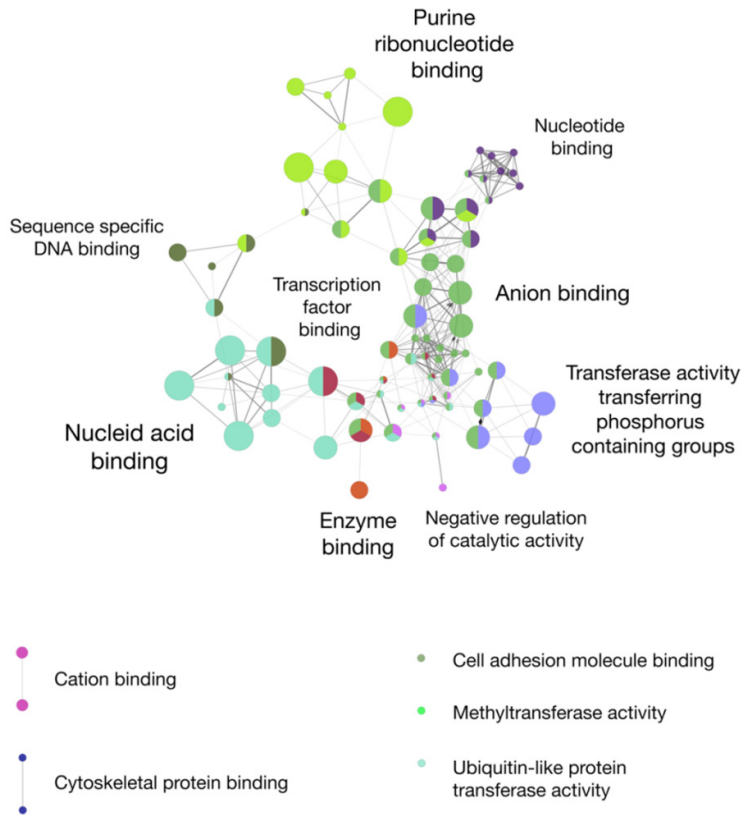 Purine
ribonucleotide
binding
Nucleotide
binding
Sequence specific
DNA binding
Transcription
factor
binding
Anion binding
Transferase activity
transferring
phosphorus
containing groups
Nucleid acid
binding
Enzyme
binding
Negative regulation
of catalytic activity
Cation binding
Cytoskeletal protein binding
Cell adhesion molecule binding
Methyltransferase activity
Ubiquitin-like protein
transferase activity